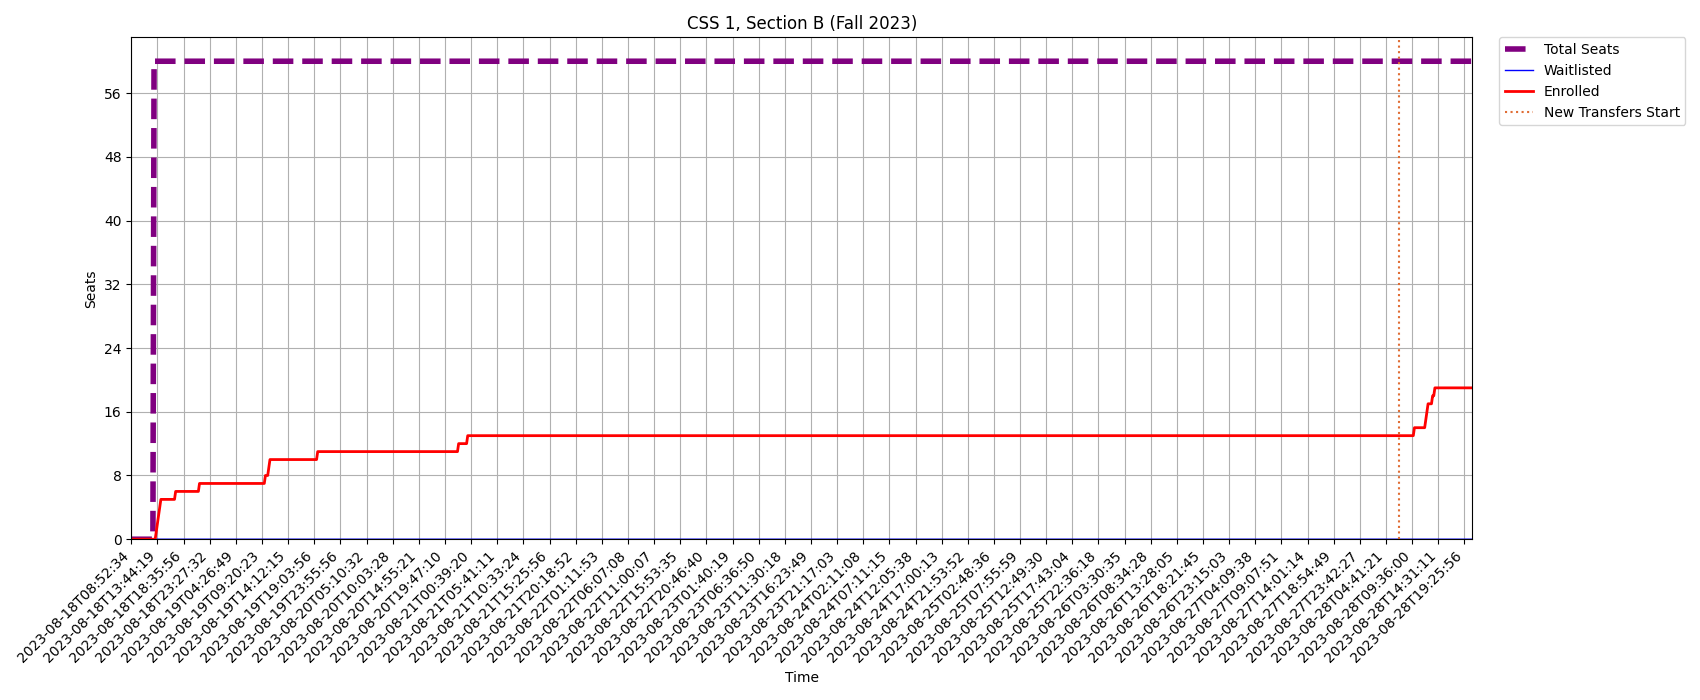 CSS 1, Section B (Fall 2023)
Total Seats
Waitlisted
Enrolled
New Transfers Start
56
48
40
32
24
16
8
0
Seats
2023-08-18T08:52:34
2023-08-18T13:44:19
2023-08-18T18:35:56
2023-08-18T23:27:32
2023-08-19T04:26:49
2023-08-19T09:20:23
2023-08-19T14:12:15
2023-08-19T19:03:56
2023-08-19T23:55:56
2023-08-20T05:10:32
2023-08-20T10:03:28
2023-08-20T14:55:21
2023-08-20T19:47:10
2023-08-21T00:39:20
2023-08-21T05:41:11
2023-08-21T10:33:24
2023-08-21T15:25:56
2023-08-21T20:18:52
2023-08-22T01:11:53
2023-08-22T06:07:08
2023-08-22T11:00:07
2023-08-22T15:53:35
2023-08-22T20:46:40
2023-08-23T01:40:19
2023-08-23T06:36:50
2023-08-23T11:30:18
2023-08-23T16:23:49
2023-08-23T21:17:03
2023-08-24T02:11:08
2023-08-24T07:11:15
2023-08-24T12:05:38
2023-08-24T17:00:13
2023-08-24T21:53:52
2023-08-25T02:48:36
2023-08-25T07:55:59
2023-08-25T12:49:30
2023-08-25T17:43:04
2023-08-25T22:36:18
2023-08-26T03:30:35
2023-08-26T08:34:28
2023-08-26T13:28:05
2023-08-26T18:21:45
2023-08-26T23:15:03
2023-08-27T04:09:38
2023-08-27T09:07:51
2023-08-27T14:01:14
2023-08-27T18:54:49
2023-08-27T23:42:27
2023-08-28T04:41:21
2023-08-28T09:36:00
2023-08-28T14:31:11
2023-08-28T19:25:56
Time